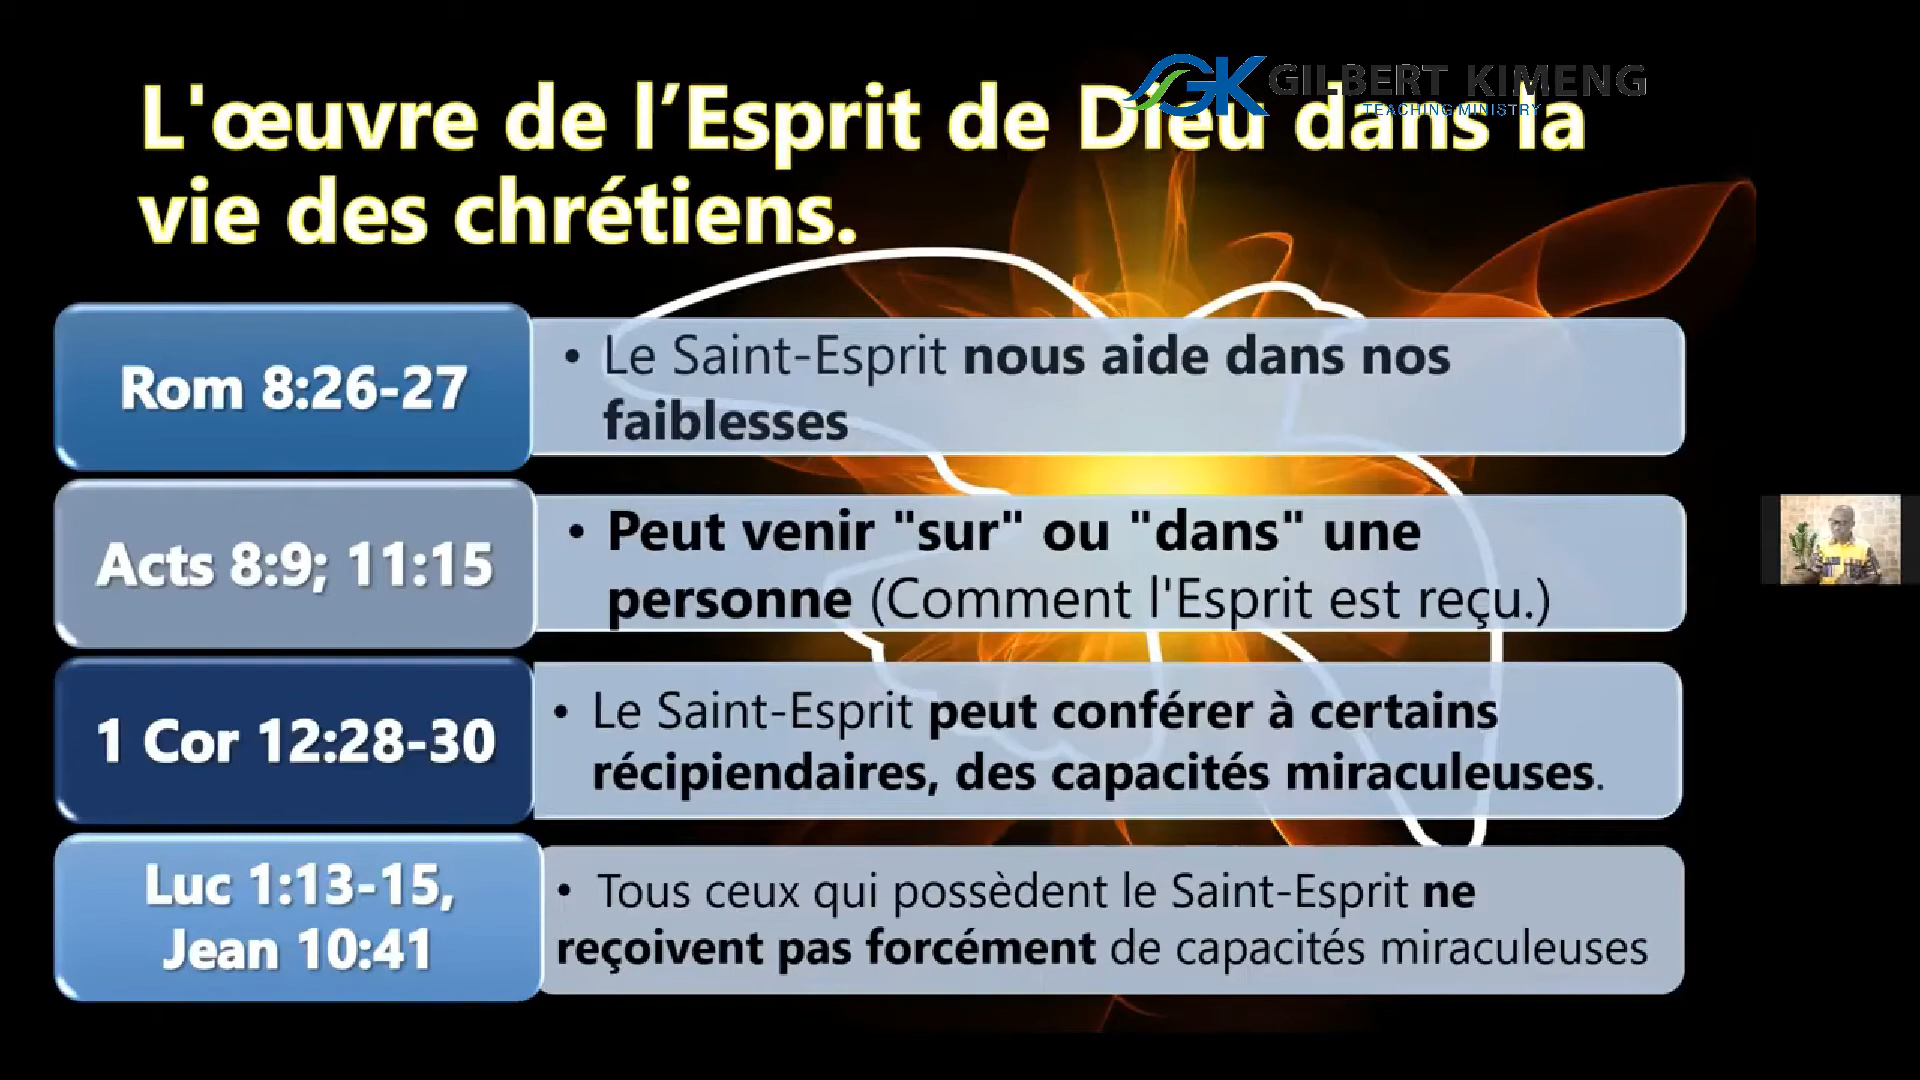 GK GILBERT KIMENG
TEACHING MINISTRY
L'œuvre de l’Esprit de Dieu dans la
vie des chrétiens.
Rom 8:26-27
• Le Saint-Esprit nous aide dans nos
faiblesses
Acts 8:9; 11:15
• Peut venir "sur" ou "dans" une
personne (Comment l'Esprit est reçu.)
1 Cor 12:28-30
• Le Saint-Esprit peut conférer à certains
récipiendaires, des capacités miraculeuses.
Luc 1:13-15,
Jean 10:41
• Tous ceux qui possèdent le Saint-Esprit ne
reçoivent pas forcément de capacités miraculeuses